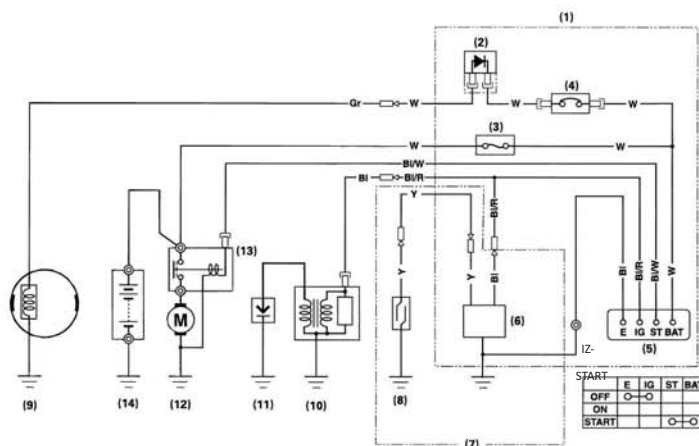 (1)
(2)
(4)
Gr W W W
(3)
W W
Bl/W
Bl Bl/R
Y
Bl/R
(13)
Y Y Bl
Bl Bl/R Bl/W W
M
(6)
E IG ST BAT
(5)
IZ-
START
(9) (14) (12) (11) (10) (8)
(7)
E IG ST BAT
OFF
ON
START